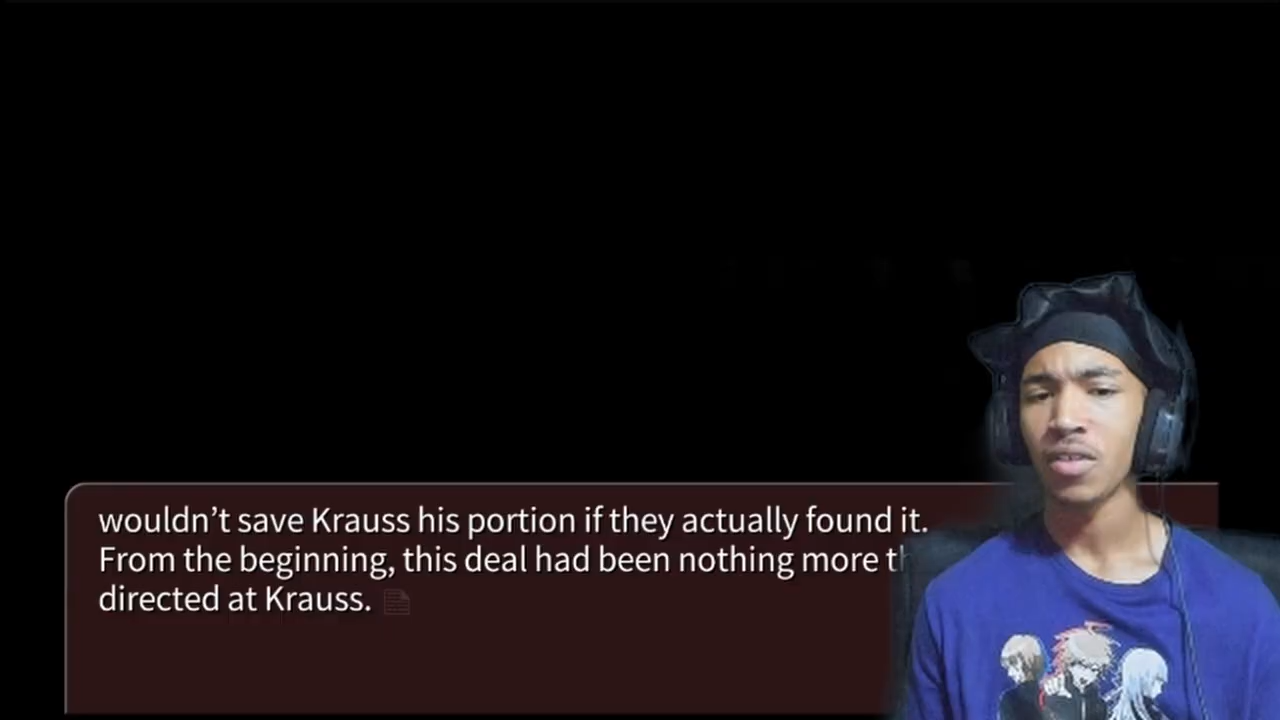 wouldn't save Krauss his portion if they actually found it.
From the beginning, this deal had been nothing more
directed at Krauss.